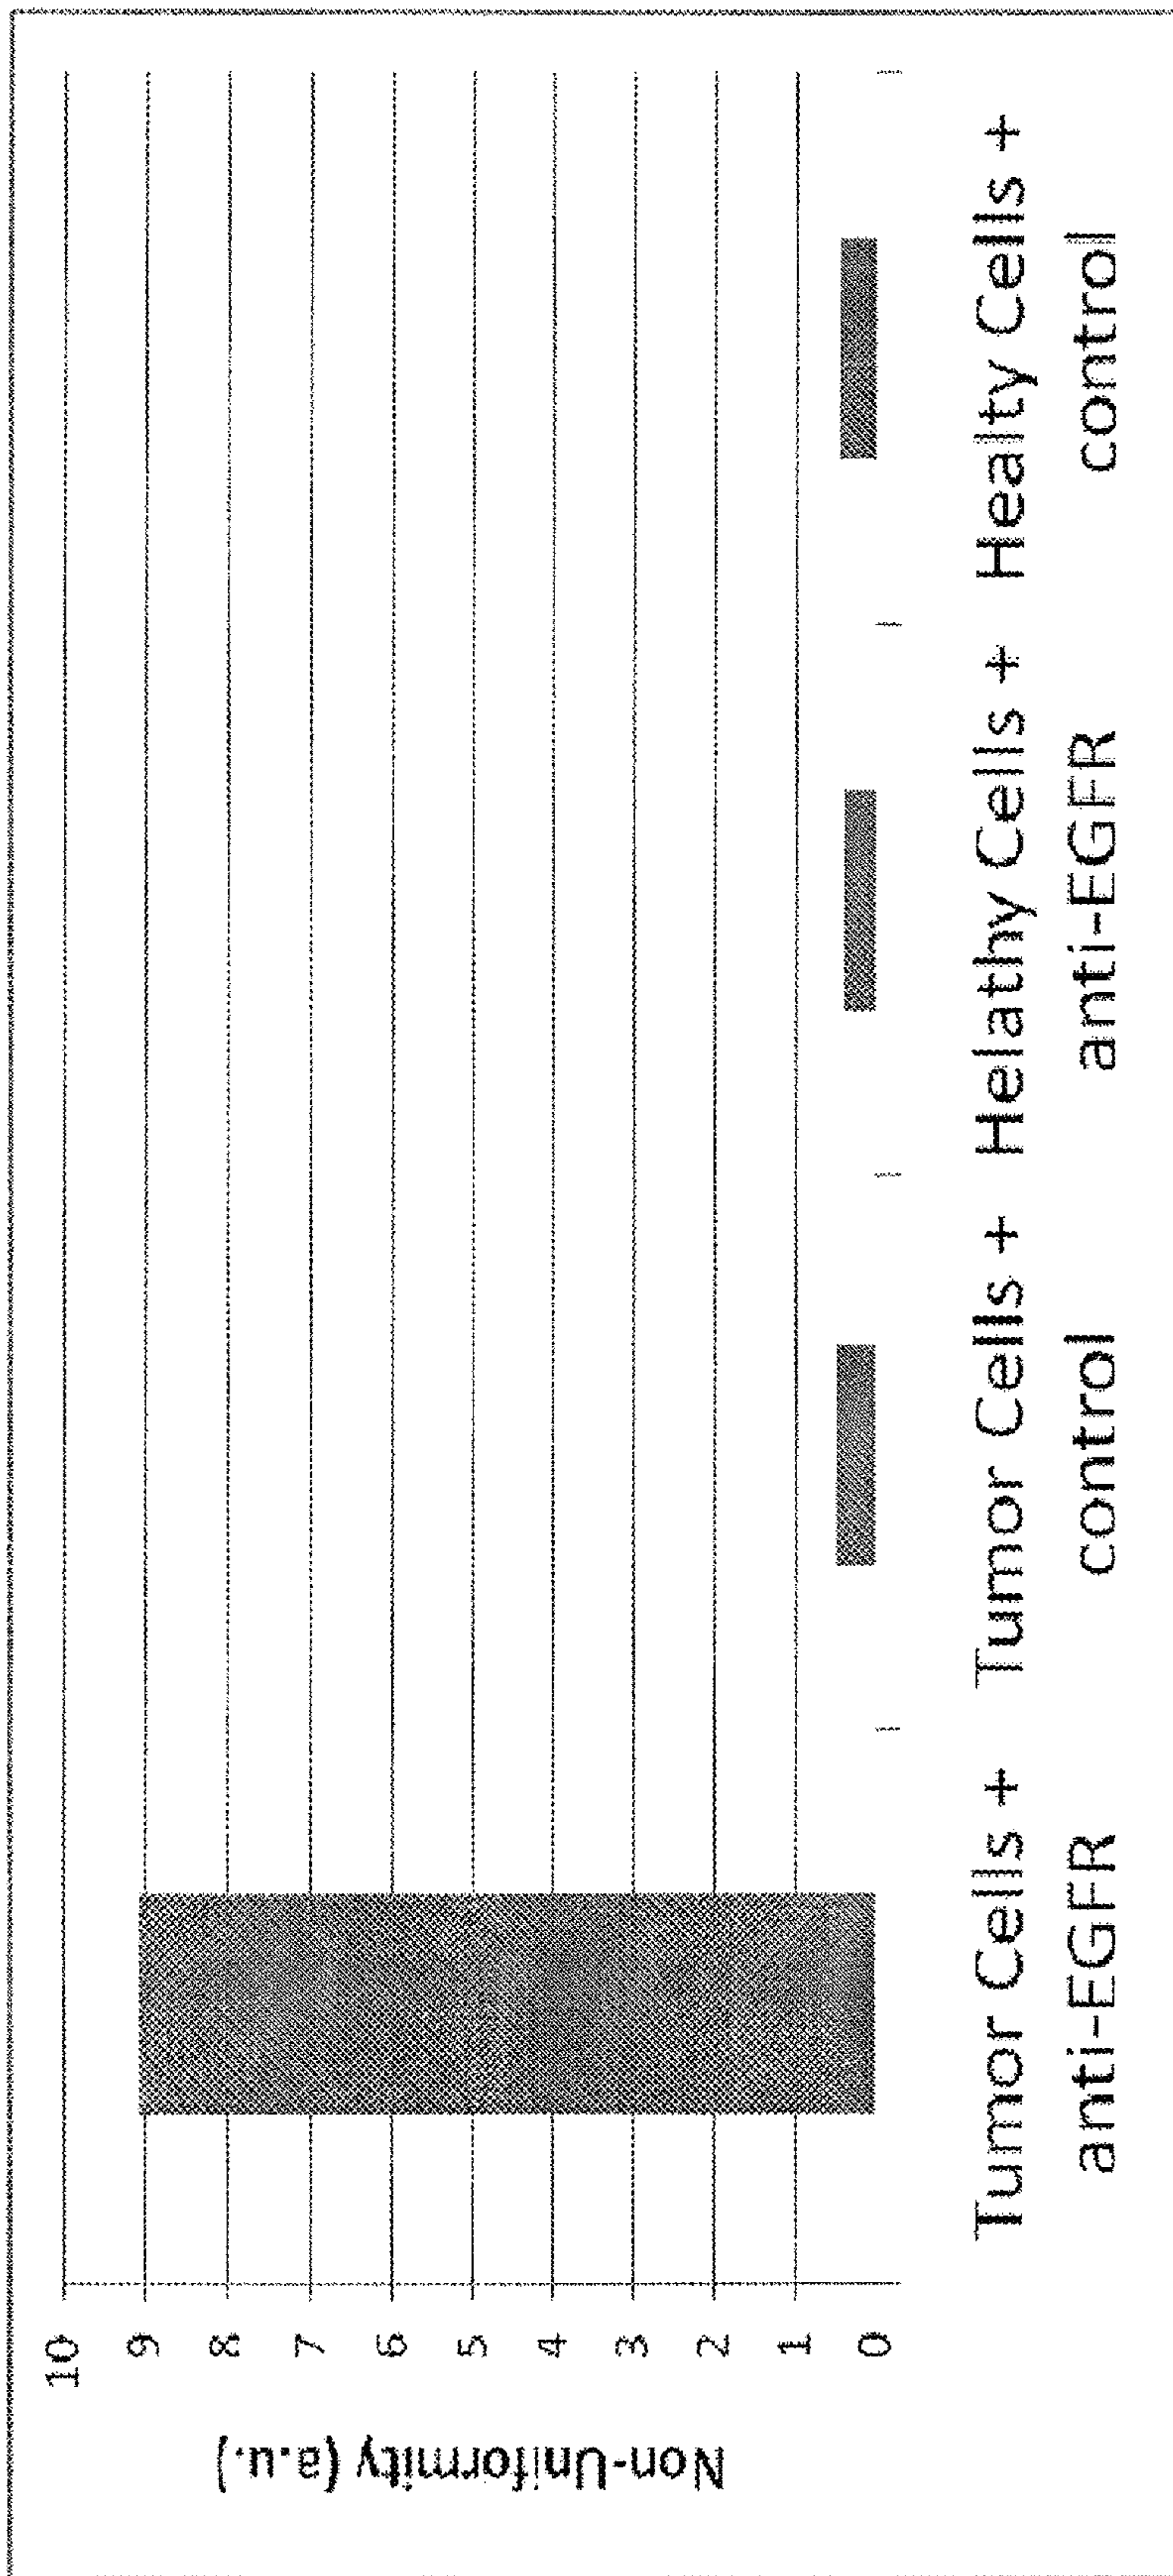 Non-Uniformity (a.u.)
10
9
8
7
6
5
4
3
2
1
0
Tumor Cells +
anti-EGFR
Tumor Cells +
control
Helathy Cells +
anti-EGFR
Healty Cells +
control